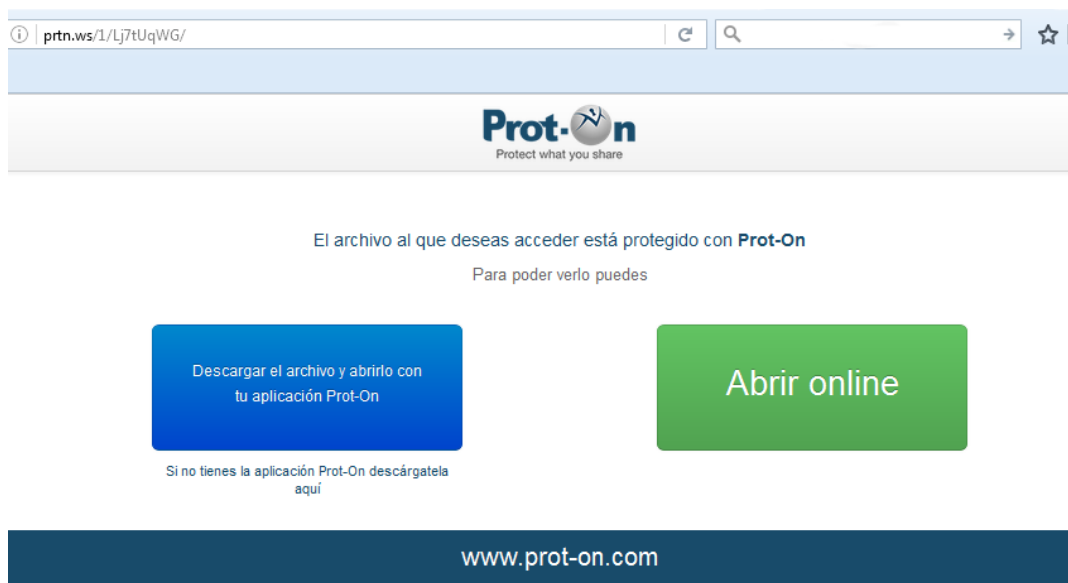 prtn.ws/1/Lj7tUqWG/
Prot-On
Protect what you share
El archivo al que deseas acceder está protegido con Prot-On
Para poder verlo puedes
Descargar el archivo y abrirlo con
tu aplicación Prot-On
Abrir online
Si no tienes la aplicación Prot-On descárgatela
aquí
www.prot-on.com